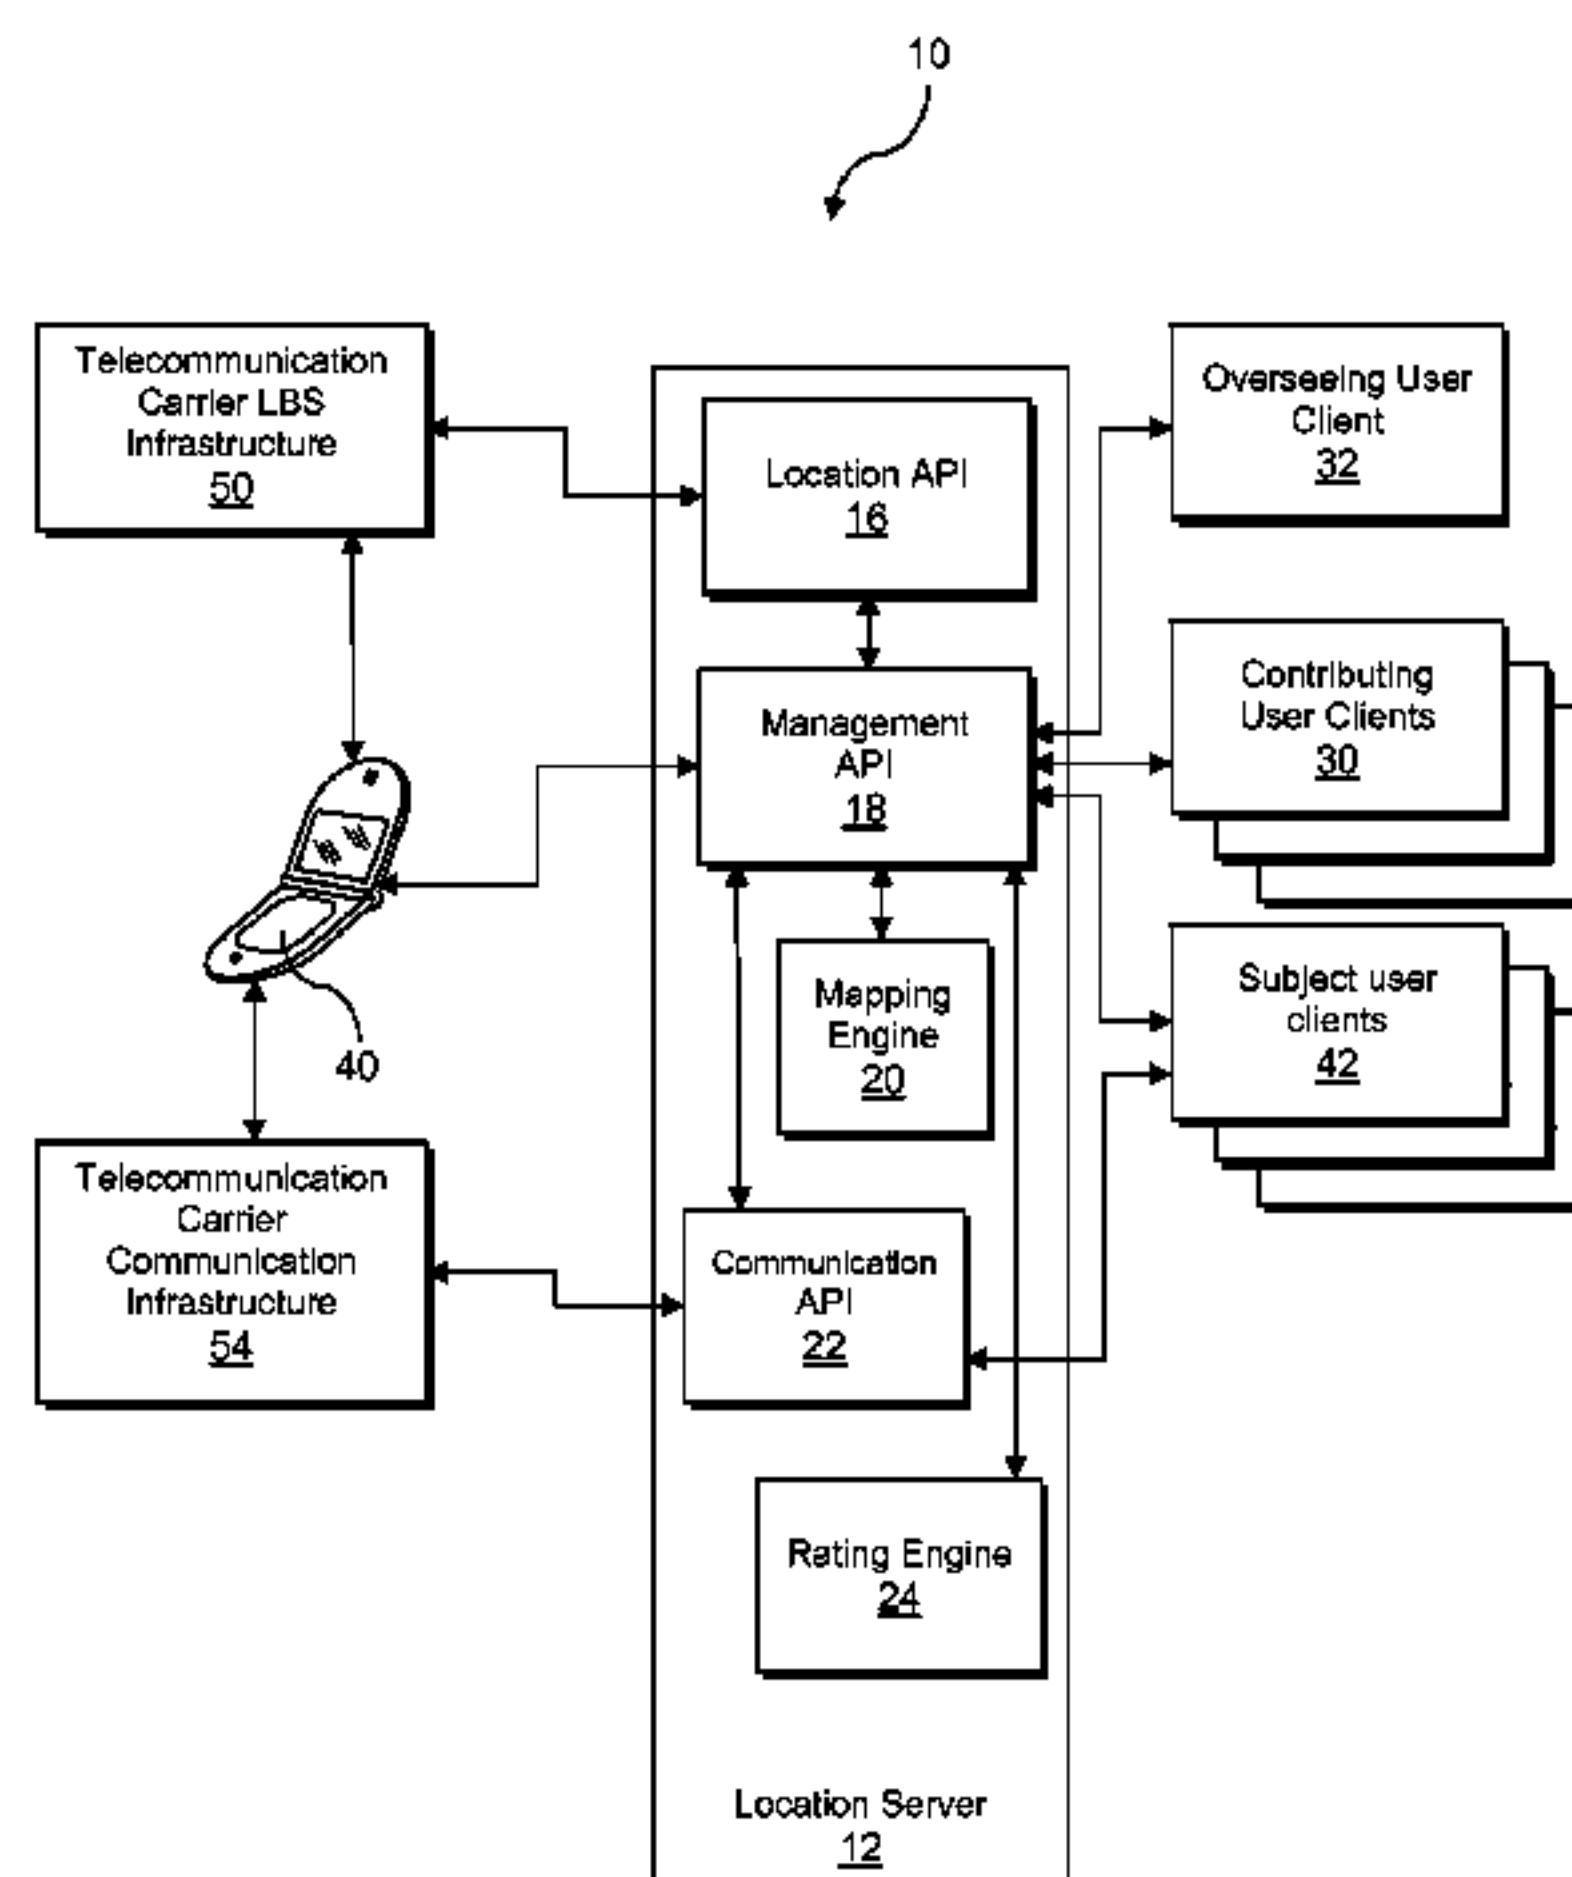 10
Telecommunication
Carrier LBS
Infrastructure
50
Location API
16
Overseeing User
Client
32
Management
API
18
Contributing
User Clients
30
40
Mapping
Engine
20
Subject user
clients
42
Telecommunication
Carrier
Communication
Infrastructure
54
Communication
API
22
Rating Engine
24
Location Server
12